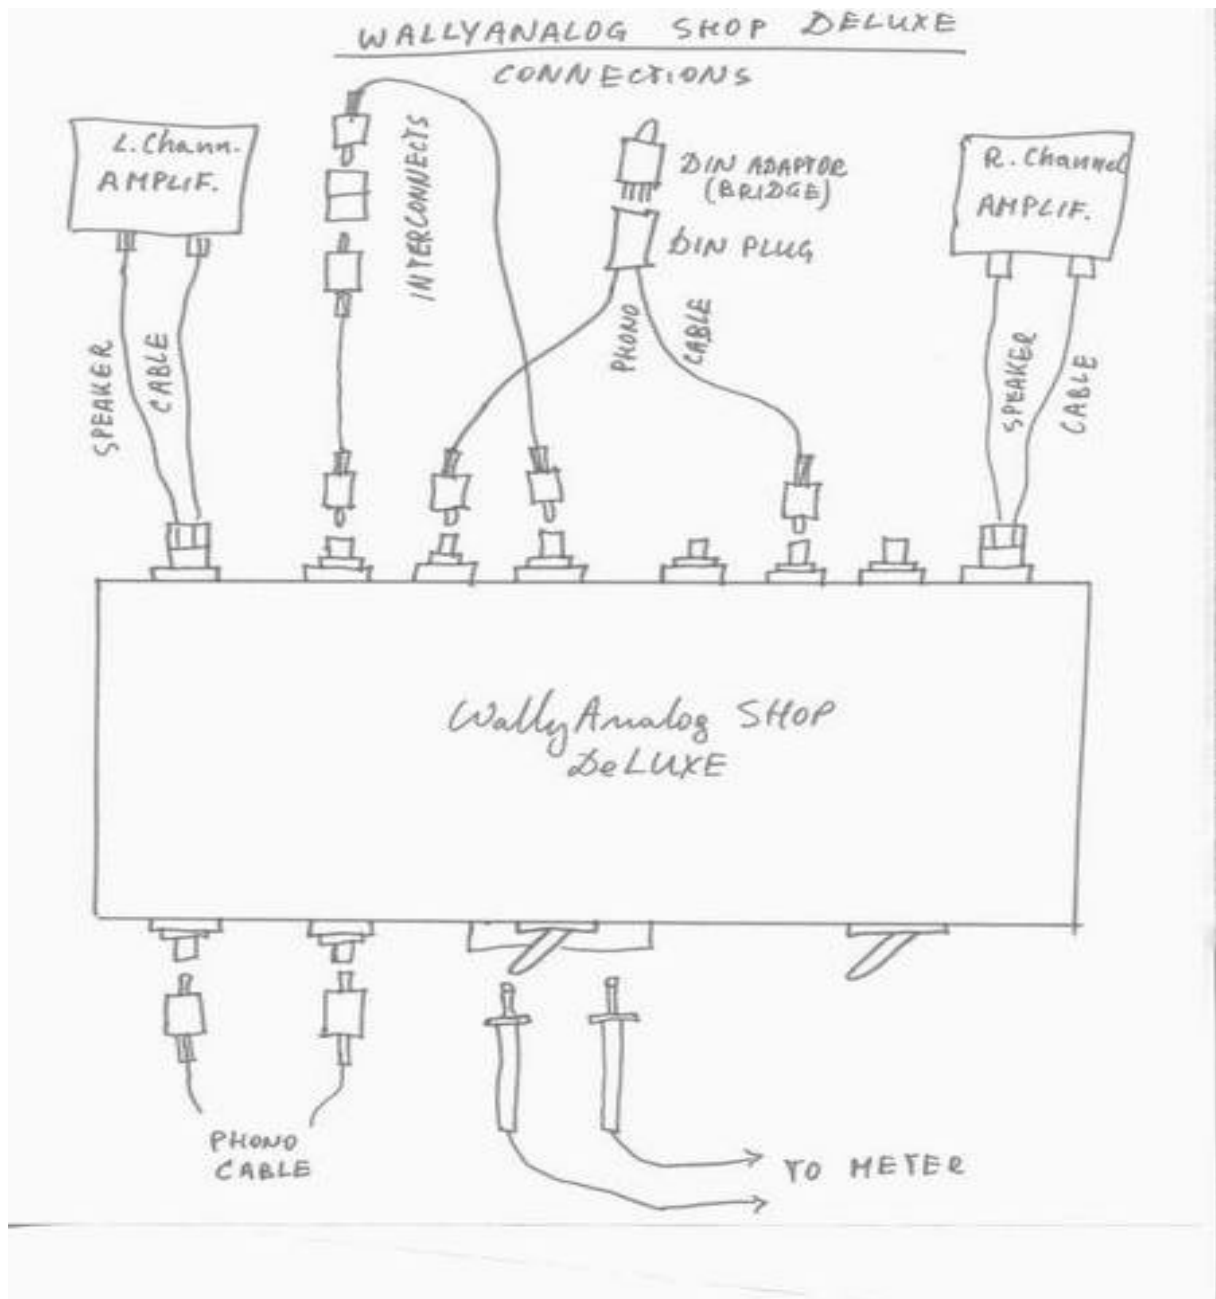 WALLYANALOG SHOP DELUXE
CONNECTIONS
L. Chann.
AMPLIF.
INTERCONNECTS
DIN ADAPTOR
(BRIDGE)
DIN PLUG
R. Channel
AMPLIF.
SPEAKER
CABLE
PHONO
CABLE
SPEAKER
CABLE
WallyAnalog SHOP
DeLUXE
PHONO
CABLE
TO METER